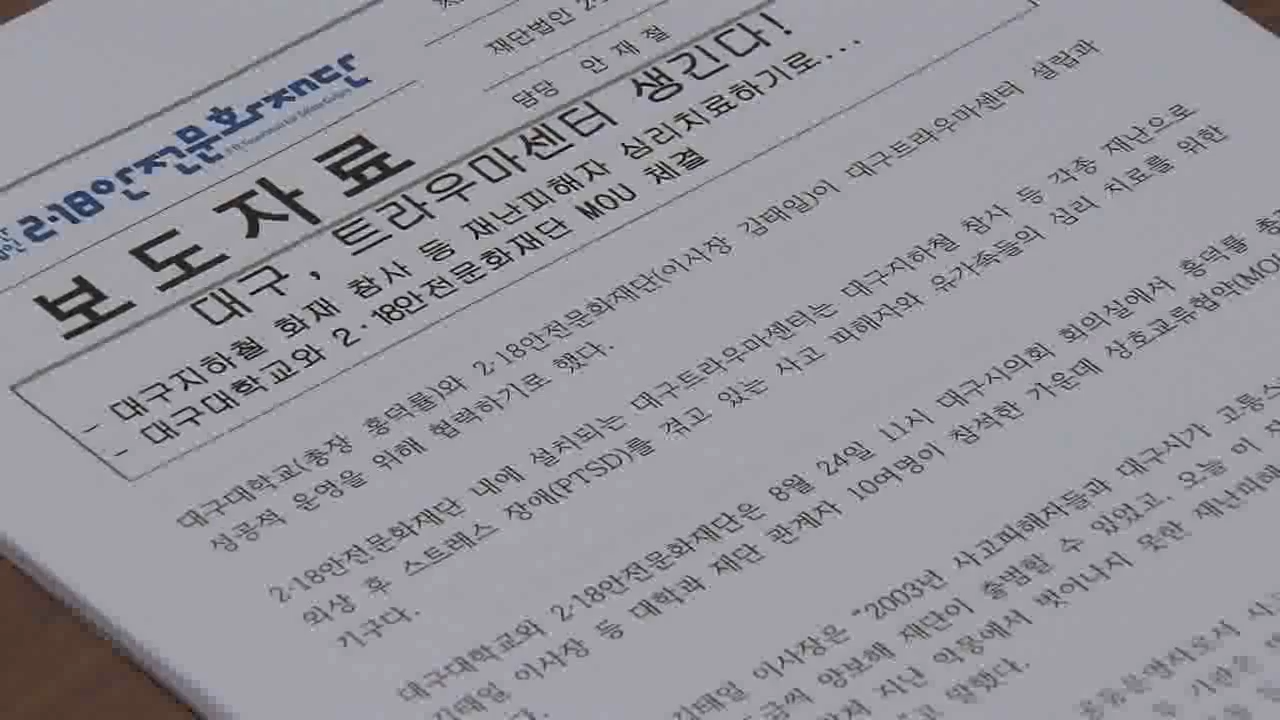 재단법인 2
담당 안 재 철
2·18안전문화재단
보 도 자 료
대구, 트라우마센터 생긴다!
- 대구지하철 화재 참사 등 재난피해자 심리치료하기로...
- 대구대학교와 2·18안전문화재단 MOU 체결
대구대학교(총장 홍덕률)와 2·18안전문화재단(이사장 김태일)이 대구트라우마센터 설립과
성공적 운영을 위해 협력하기로 했다.
2·18안전문화재단 내에 설치되는 대구트라우마센터는 대구지하철 참사 등 각종 재난으로
외상 후 스트레스 장애(PTSD)를 겪고 있는 사고 피해자와 유가족들의 심리 치료를 위한
기구다.
대구대학교와 2·18안전문화재단은 8월 24일 11시 대구시의회 회의실에서 홍덕률 총
김태일 이사장 등 대학과 재단 관계자 10여명이 참석한 가운데 상호교류협약(MOU
다.
김태일 이사장은 "2003년 사고피해자들과 대구시가 고통스
금씩 양보해 재단이 출범할 수 있었고, 오늘 이
지난 악몽에서 벗어나지 못한 재난피해
고 말했다.